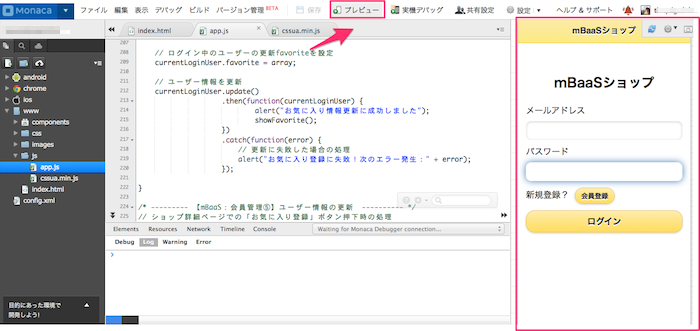 Monaca
ファイル 編集 表示 デバッグ ビルド バージョン管理 BETA 保存 プレビュー 実機デバッグ 共有設定 設定 ヘルプ & サポート
index.html app.js cssua.min.js
android
chrome
ios
www
components
css
images
js
app.js
cssua.min.js
index.html
config.xml
目的にあった環境で
開発しよう!
207
208 // ログイン中のユーザーの更新favoriteを設定
209 currentLoginUser.favorite = array;
210
211 // ユーザー情報を更新
212 currentLoginUser.update()
213 .then(function(currentLoginUser) {
214 alert("お気に入り情報更新に成功しました");
215 showFavorite();
216 })
217 .catch(function(error) {
218 // 更新に失敗した場合の処理
219 alert("お気に入り登録に失敗!次のエラー発生:" + error);
220 });
221
222 }
223
224 /* --------- 【mBaaS:会員管理⑤】ユーザー情報の更新 --------- */
225 // ショップ詳細ページでの「お気に入り登録」ボタン押下時の処理
Elements Resources Network Timeline Console Waiting for Monaca Debugger connection...
Debug Log Warning Error
>
mBaaSショップ
mBaaSショップ
メールアドレス
パスワード
新規登録? 会員登録
ログイン